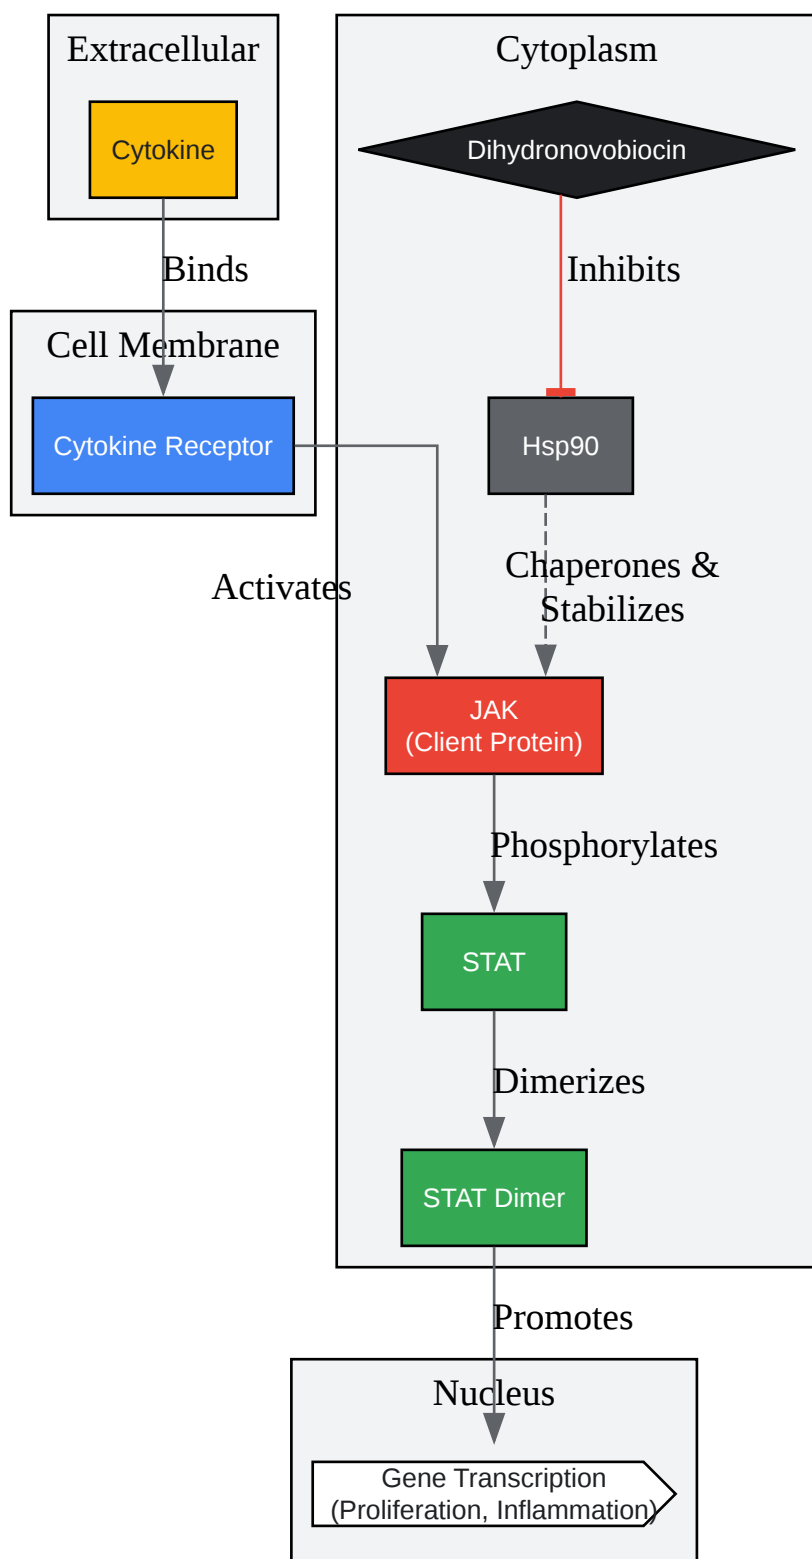 Extracellular
Cytokine
Binds
Cell Membrane
Cytokine Receptor
Activates
Cytoplasm
Dihydronovobiocin
Inhibits
Hsp90
Chaperones &
Stabilizes
JAK
(Client Protein)
Phosphorylates
STAT
Dimerizes
STAT Dimer
Promotes
Nucleus
Gene Transcription
(Proliferation, Inflammation)